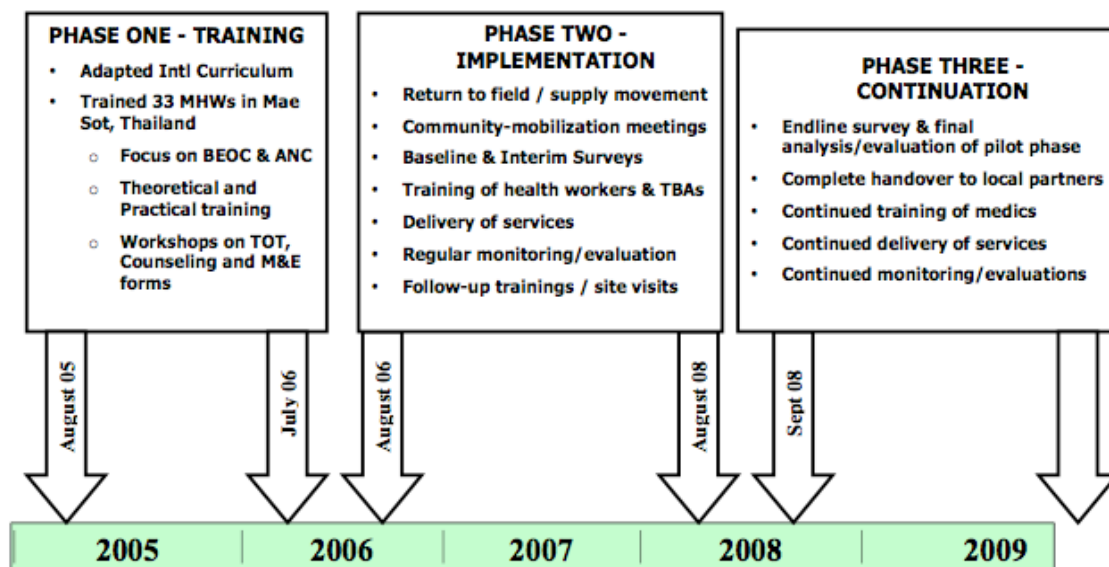 PHASE ONE - TRAINING
• Adapted Intl Curriculum
• Trained 33 MHWs in Mae
Sot, Thailand
o Focus on BEOC & ANC
o Theoretical and
Practical training
o Workshops on TOT,
Counseling and M&E
forms
PHASE TWO -
IMPLEMENTATION
• Return to field / supply movement
• Community-mobilization meetings
• Baseline & Interim Surveys
• Training of health workers & TBAs
• Delivery of services
• Regular monitoring/evaluation
• Follow-up trainings / site visits
PHASE THREE -
CONTINUATION
• Endline survey & final
analysis/evaluation of pilot phase
• Complete handover to local partners
• Continued training of medics
• Continued delivery of services
• Continued monitoring/evaluations
August 05
July 06
August 06
August 08
Sept 08
2005
2006
2007
2008
2009